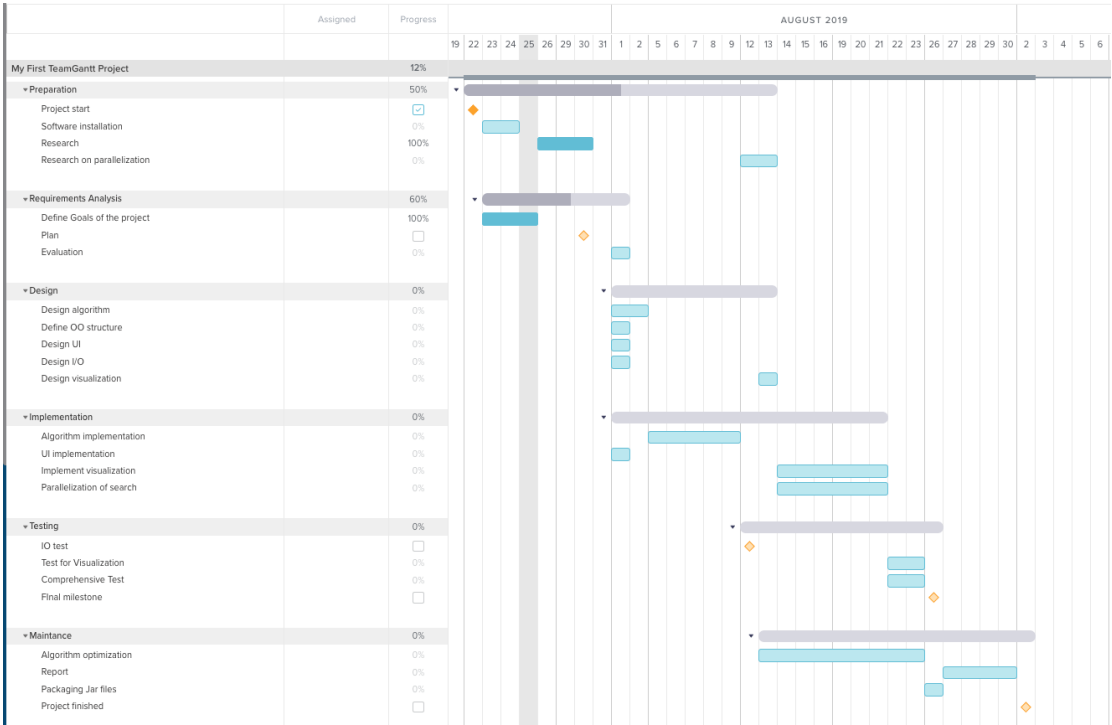 Assigned Progress AUGUST 2019
19 22 23 24 25 26 29 30 31 1 2 5 6 7 8 9 12 13 14 15 16 19 20 21 22 23 26 27 28 29 30 2 3 4 5 6
My First TeamGantt Project 12%
Preparation 50%
Project start
Software installation 0%
Research 100%
Research on parallelization 0%
Requirements Analysis 60%
Define Goals of the project 100%
Plan
Evaluation 0%
Design 0%
Design algorithm 0%
Define OO structure 0%
Design UI 0%
Design I/O 0%
Design visualization 0%
Implementation 0%
Algorithm implementation 0%
UI implementation 0%
Implement visualization 0%
Parallelization of search 0%
Testing 0%
IO test
Test for Visualization 0%
Comprehensive Test 0%
FInal milestone
Maintance 0%
Algorithm optimization 0%
Report 0%
Packaging Jar files 0%
Project finished